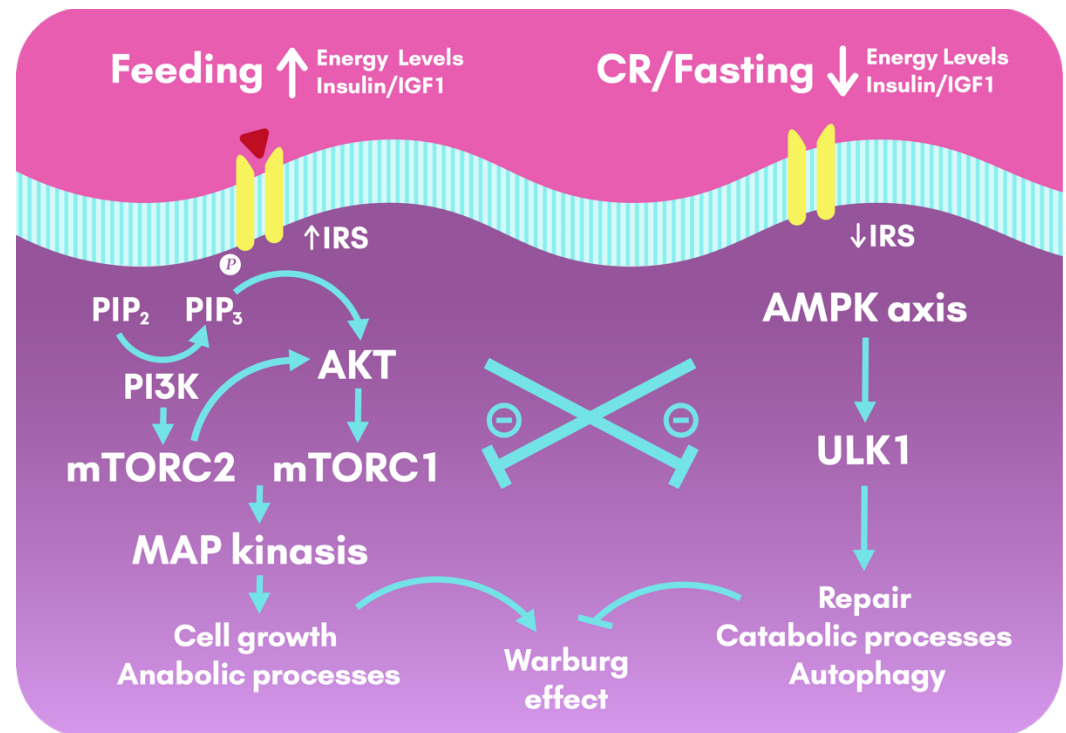 Feeding ↑ Energy Levels
Insulin/IGF1
CR/Fasting ↓ Energy Levels
Insulin/IGF1
↑IRS
P
PIP₂ PIP₃
PI3K
AKT
mTORC2 mTORC1
MAP kinasis
Cell growth
Anabolic processes
⊖ ⊖
Warburg
effect
↓IRS
AMPK axis
ULK1
Repair
Catabolic processes
Autophagy